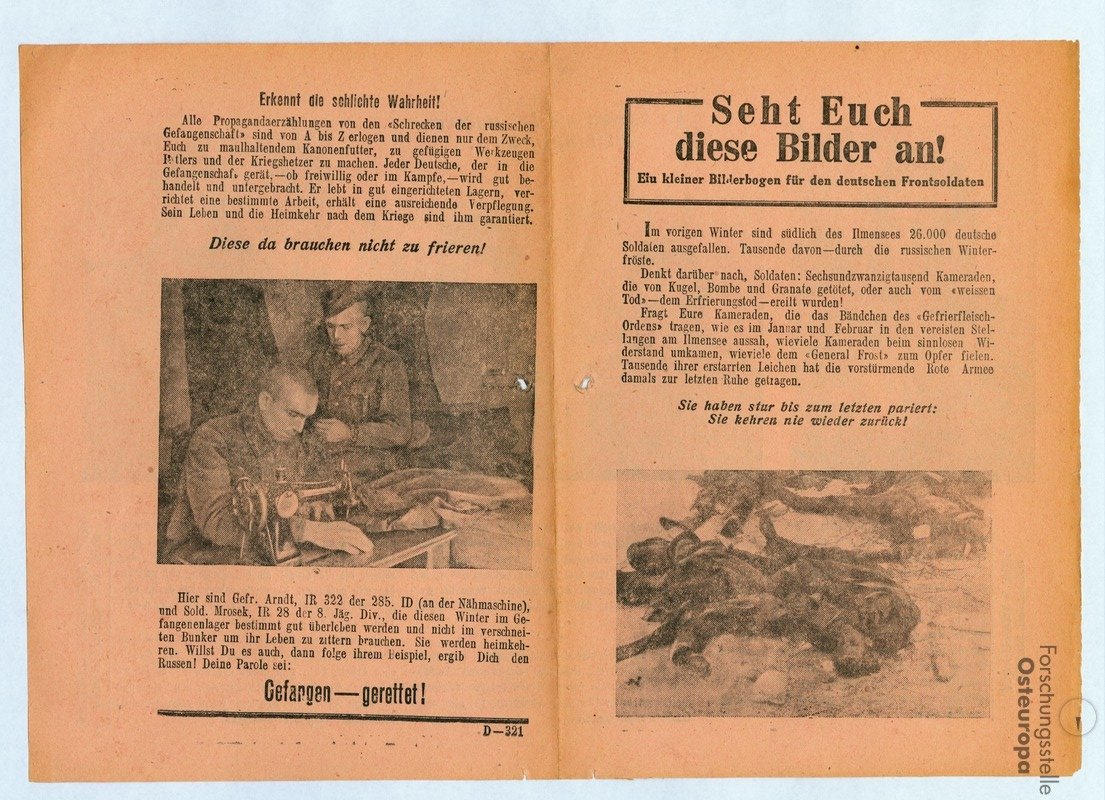 Erkennt die schlichte Wahrheit!
Alle Propagandaerzählungen von den «Schrecken der russischen
Gefangenschaft» sind von A bis Z erlogen und dienen nur dem Zweck,
Euch zu maulhaltendem Kanonenfutter, zu gefügigen Werkzeugen
Hitlers und der Kriegshetzer zu machen. Jeder Deutsche, der in die
Gefangenschaft gerät,—ob freiwillig oder im Kampfe,—wird gut be-
handelt und untergebracht. Er lebt in gut eingerichteten Lagern, ver-
richtet eine bestimmte Arbeit, erhält eine ausreichende Verpflegung.
Sein Leben und die Heimkehr nach dem Kriege sind ihm garantiert.
Diese da brauchen nicht zu frieren!
Hier sind Gefr. Arndt, IR 322 der 285. ID (an der Nähmaschine),
und Sold. Mrosek, IR 28 der 8. Jäg. Div., die diesen Winter im Ge-
fangenenlager bestimmt gut überleben werden und nicht im verschnei-
ten Bunker um ihr Leben zu zittern brauchen. Sie werden heimkeh-
ren. Willst Du es auch, dann folge ihrem Beispiel, ergib Dich den
Russen! Deine Parole sei:
Gefangen—gerettet!
D—321
Seht Euch
diese Bilder an!
Ein kleiner Bilderbogen für den deutschen Frontsoldaten
Im vorigen Winter sind südlich des Ilmensees 26.000 deutsche
Soldaten ausgefallen. Tausende davon—durch die russischen Winter-
fröste.
Denkt darüber nach, Soldaten: Sechsundzwanzigtausend Kameraden,
die von Kugel, Bombe und Granate getötet, oder auch vom «weissen
Tod»—dem Erfrierungstod—ereilt wurden!
Fragt Eure Kameraden, die das Bändchen des «Gefrierfleisch-
Ordens» tragen, wie es im Januar und Februar in den vereisten Stel-
lungen am Ilmensee aussah, wieviele Kameraden beim sinnlosen Wi-
derstand umkamen, wieviele dem «General Frost» zum Opfer fielen.
Tausende ihrer erstarrten Leichen hat die vorstürmende Rote Armee
damals zur letzten Ruhe getragen.
Sie haben stur bis zum letzten pariert:
Sie kehren nie wieder zurück!
Forschungsstelle
Osteuropa